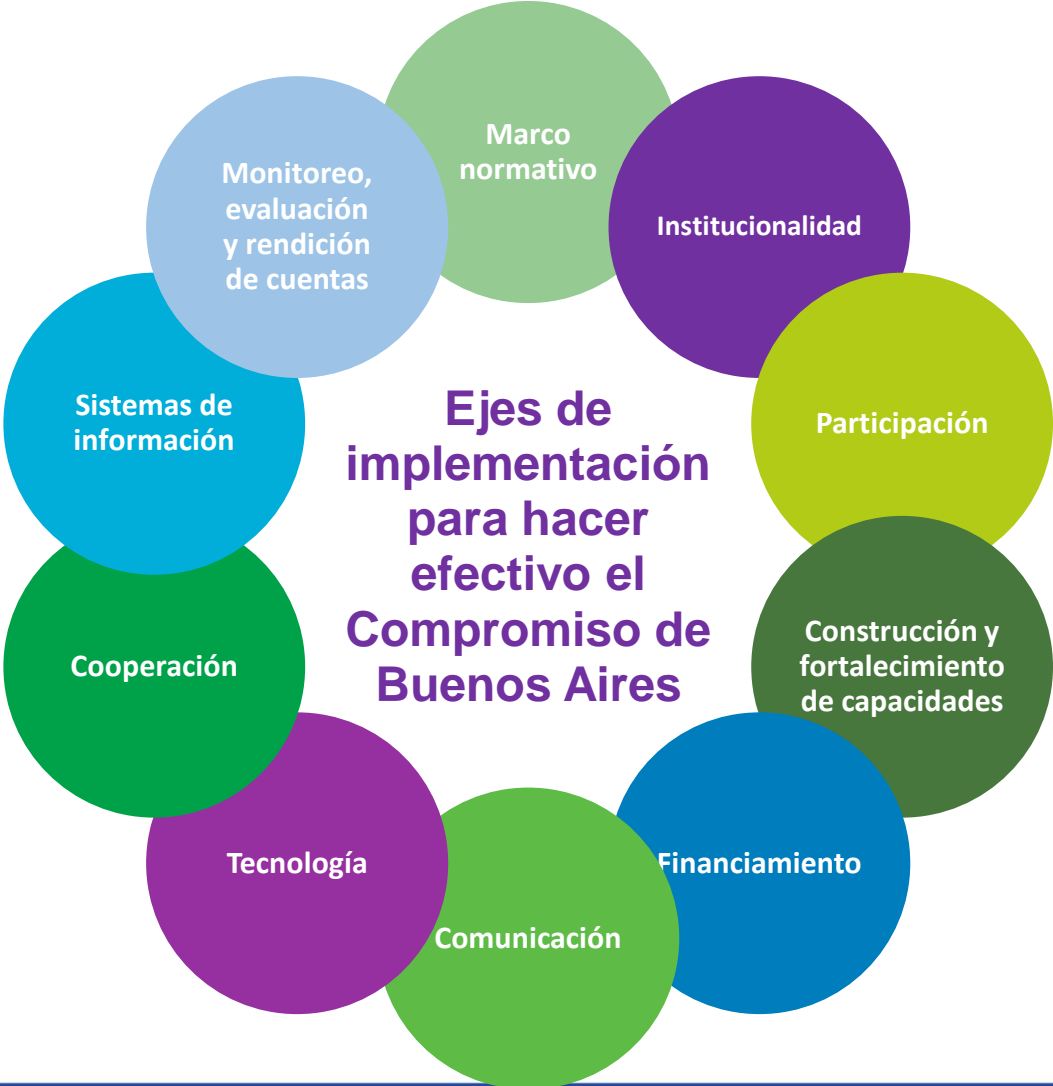 Marco
normativo
Institucionalidad
Participación
Construcción y
fortalecimiento
de capacidades
Financiamiento
Comunicación
Tecnología
Cooperación
Sistemas de
información
Monitoreo,
evaluación
y rendición
de cuentas
Ejes de
implementación
para hacer
efectivo el
Compromiso de
Buenos Aires